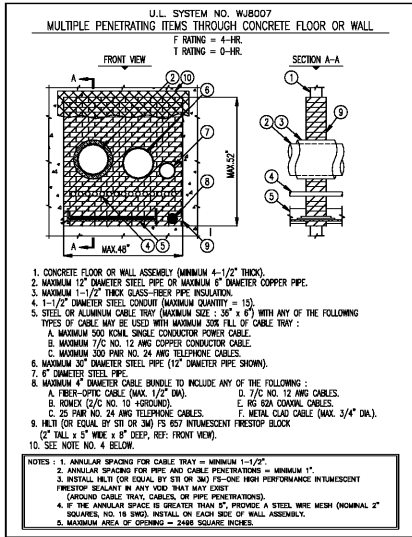 U.L. SYSTEM NO. WJ8007
MULTIPLE PENETRATING ITEMS THROUGH CONCRETE FLOOR OR WALL
F RATING = 4-HR.
T RATING = 0-HR.
FRONT VIEW
SECTION A-A
A
2
10
6
7
8
9
MAX.52"
A
MAX.48"
4
5
1
9
3
2
4
5
1. CONCRETE FLOOR OR WALL ASSEMBLY (MINIMUM 4-1/2" THICK).
2. MAXIMUM 12" DIAMETER STEEL PIPE OR MAXIMUM 6" DIAMETER COPPER PIPE.
3. MAXIMUM 1-1/2" THICK GLASS-FIBER PIPE INSULATION.
4. 1-1/2" DIAMETER STEEL CONDUIT (MAXIMUM QUANTITY = 15).
5. STEEL OR ALUMINUM CABLE TRAY (MAXIMUM SIZE : 36" x 6") WITH ANY OF THE FOLLOWING
TYPES OF CABLE MAY BE USED WITH MAXIMUM 30% FILL OF CABLE TRAY :
A. MAXIMUM 500 KCMIL SINGLE CONDUCTOR POWER CABLE.
B. MAXIMUM 7/C NO. 12 AWG COPPER CONDUCTOR CABLE.
C. MAXIMUM 300 PAIR NO. 24 AWG TELEPHONE CABLES.
6. MAXIMUM 30" DIAMETER STEEL PIPE (12" DIAMETER PIPE SHOWN).
7. 6" DIAMETER STEEL PIPE.
8. MAXIMUM 4" DIAMETER CABLE BUNDLE TO INCLUDE ANY OF THE FOLLOWING :
A. FIBER-OPTIC CABLE (MAX. 1/2" DIA). D. 7/C NO. 12 AWG CABLES.
B. ROMEX (2/C NO. 10 +GROUND). E. RG 62A COAXIAL CABLES.
C. 25 PAIR NO. 24 AWG TELEPHONE CABLES. F. METAL CLAD CABLE (MAX. 3/4" DIA.).
9. HILTI (OR EQUAL BY STI OR 3M) FS 657 INTUMESCENT FIRESTOP BLOCK
(2" TALL x 5" WIDE x 8" DEEP, REF: FRONT VIEW).
10. SEE NOTE NO. 4 BELOW.
NOTES : 1. ANNULAR SPACING FOR CABLE TRAY = MINIMUM 1-1/2".
2. ANNULAR SPACING FOR PIPE AND CABLE PENETRATIONS = MINIMUM 1".
3. INSTALL HILTI (OR EQUAL BY STI OR 3M) FS-ONE HIGH PERFORMANCE INTUMESCENT
FIRESTOP SEALANT IN ANY VOID THAT MAY EXIST
(AROUND CABLE TRAY, CABLES, OR PIPE PENETRATIONS).
4. IF THE ANNULAR SPACE IS GREATER THAN 5", PROVIDE A STEEL WIRE MESH (NOMINAL 2"
SQUARES, NO. 16 SWG). INSTALL ON EACH SIDE OF WALL ASSEMBLY.
5. MAXIMUM AREA OF OPENING = 2496 SQUARE INCHES.